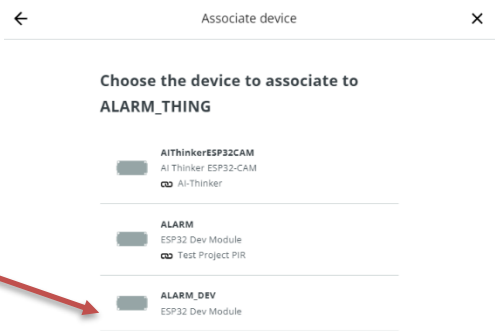 Associate device
Choose the device to associate to
ALARM_THING
AIThinkerESP32CAM
AI Thinker ESP32-CAM
Ai-Thinker
ALARM
ESP32 Dev Module
Test Project PIR
ALARM_DEV
ESP32 Dev Module